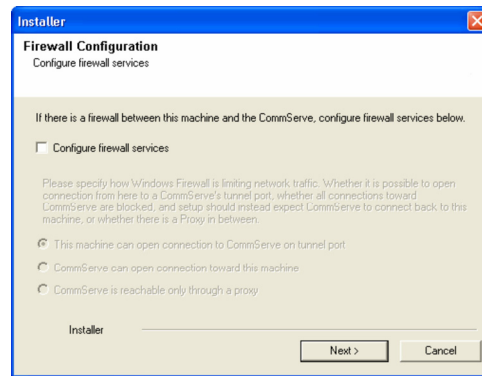 Installer
Firewall Configuration
Configure firewall services
If there is a firewall between this machine and the CommServe, configure firewall services below.
Configure firewall services
Please specify how Windows Firewall is limiting network traffic. Whether it is possible to open
connection from here to a CommServe's tunnel port, whether all connections toward
CommServe are blocked, and setup should instead expect CommServe to connect back to this
machine, or whether there is a Proxy in between.
This machine can open connection to CommServe on tunnel port
CommServe can open connection toward this machine
CommServe is reachable only through a proxy
Installer
Next >
Cancel